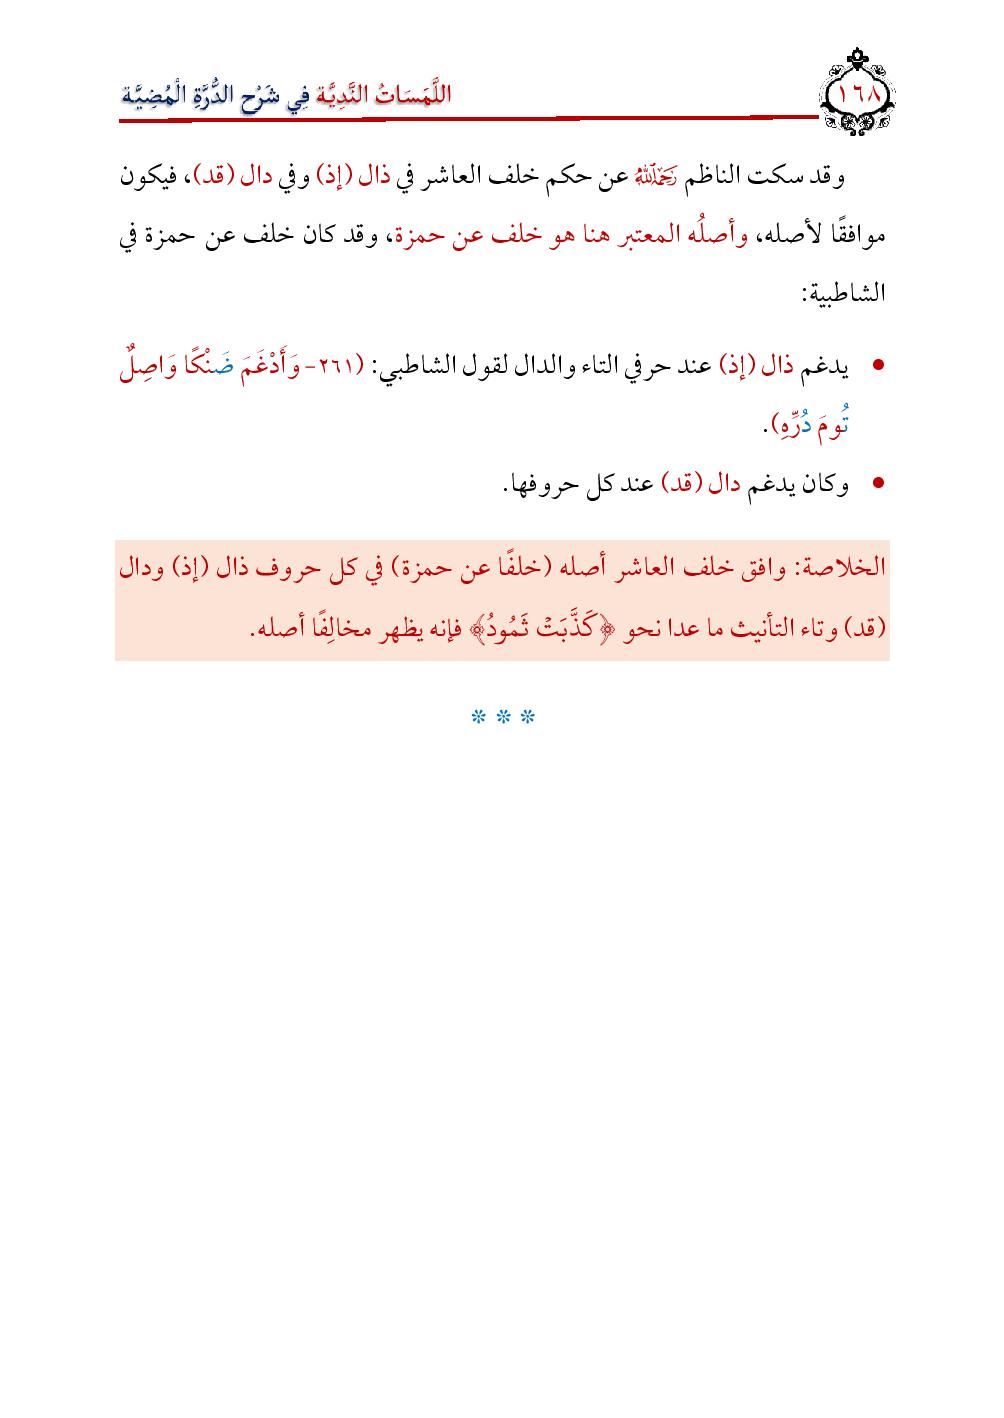 ١٦٨
اللَّمَسَاتُ النَّدِيَّة فِي شَرْح الدُّرَّةِ الْمُضِيَّة
وقد سكت الناظم رَحِمَهُ اللَّهُ عن حكم خلف العاشر في ذال (إذ) وفي دال (قد)، فيكون
موافقًا لأصله، وأصلُه المعتبر هنا هو خلف عن حمزة، وقد كان خلف عن حمزة في
الشاطبية:
• يدغم ذال (إذ) عند حرفي التاء والدال لقول الشاطبي: (٢٦١- وَأَدْغَمَ ضَنْكًا وَاصِلٌ
تُومَ دُرِّهِ).
• وكان يدغم دال (قد) عند كل حروفها.
الخلاصة: وافق خلف العاشر أصله (خلفًا عن حمزة) في كل حروف ذال (إذ) ودال
(قد) وتاء التأنيث ما عدا نحو ﴿كَذَّبَتۡ ثَمُودُ﴾ فإنه يظهر مخالِفًا أصله.
* * *